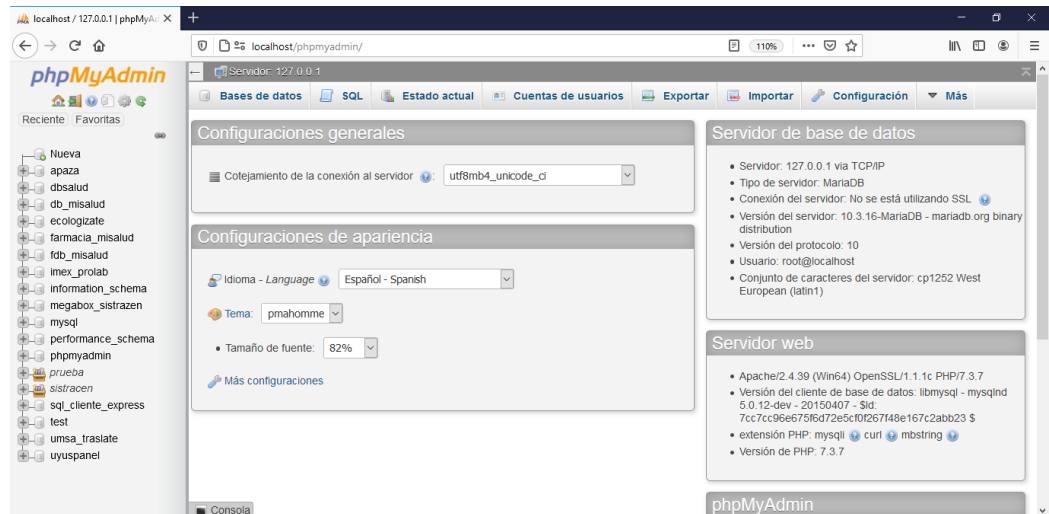 localhost / 127.0.0.1 | phpMyAd
localhost/phpmyadmin/
110%
phpMyAdmin
Reciente Favoritas
Nueva
apaza
dbsalud
db_misalud
ecologizate
farmacia_misalud
fdb_misalud
imex_prolab
information_schema
megabox_sistrazen
mysql
performance_schema
phpmyadmin
prueba
sistracen
sql_cliente_express
test
umsa_traslate
uyuspanel
Servidor: 127.0.0.1
Bases de datos SQL Estado actual Cuentas de usuarios Exportar Importar Configuración Más
Configuraciones generales
Cotejamiento de la conexión al servidor : utf8mb4_unicode_ci
Configuraciones de apariencia
Idioma - Language Español - Spanish
Tema: pmahomme
Tamaño de fuente: 82%
Más configuraciones
Consola
Servidor de base de datos
Servidor: 127.0.0.1 via TCP/IP
Tipo de servidor: MariaDB
Conexión del servidor: No se está utilizando SSL
Versión del servidor: 10.3.16-MariaDB - mariadb.org binary
distribution
Versión del protocolo: 10
Usuario: root@localhost
Conjunto de caracteres del servidor: cp1252 West
European (latin1)
Servidor web
Apache/2.4.39 (Win64) OpenSSL/1.1.1c PHP/7.3.7
Versión del cliente de base de datos: libmysql - mysqlnd
5.0.12-dev - 20150407 - $Id:
7cc7cc96e675f6d72e5cf0f267f48e167c2abb23 $
extensión PHP: mysqli curl mbstring
Versión de PHP: 7.3.7
phpMyAdmin